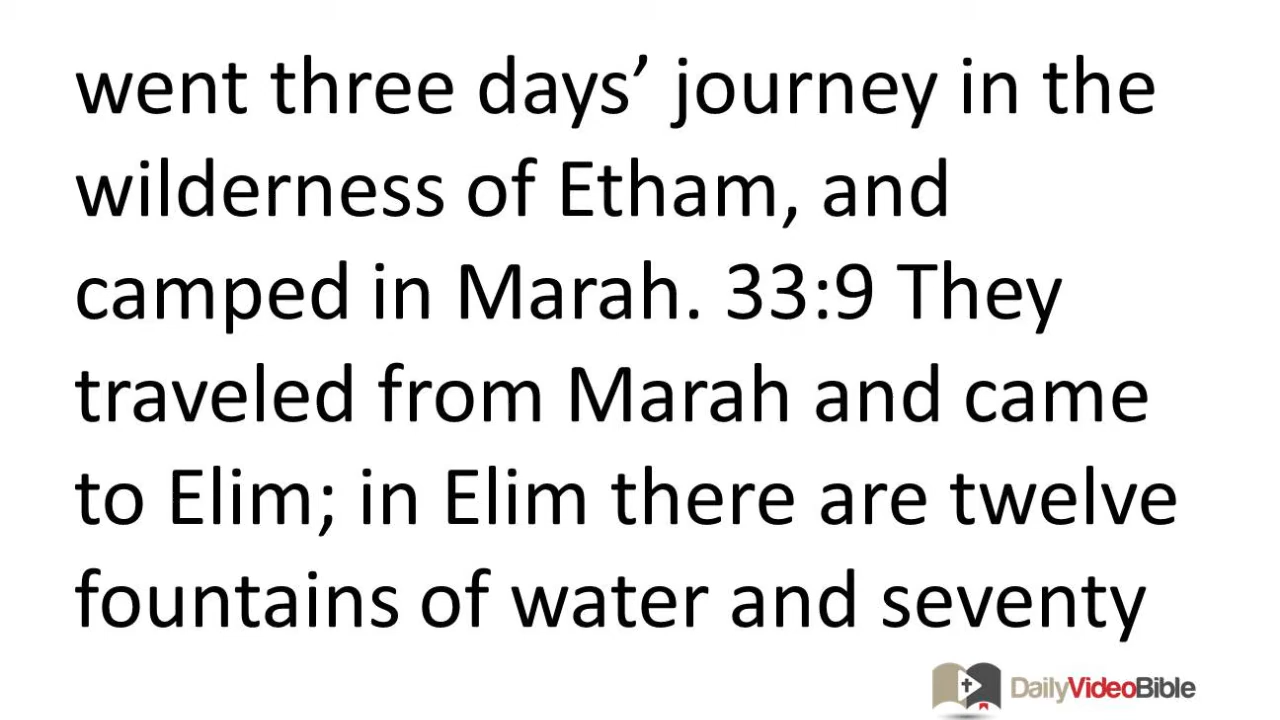 went three days’ journey in the
wilderness of Etham, and
camped in Marah. 33:9 They
traveled from Marah and came
to Elim; in Elim there are twelve
fountains of water and seventy
DailyVideoBible